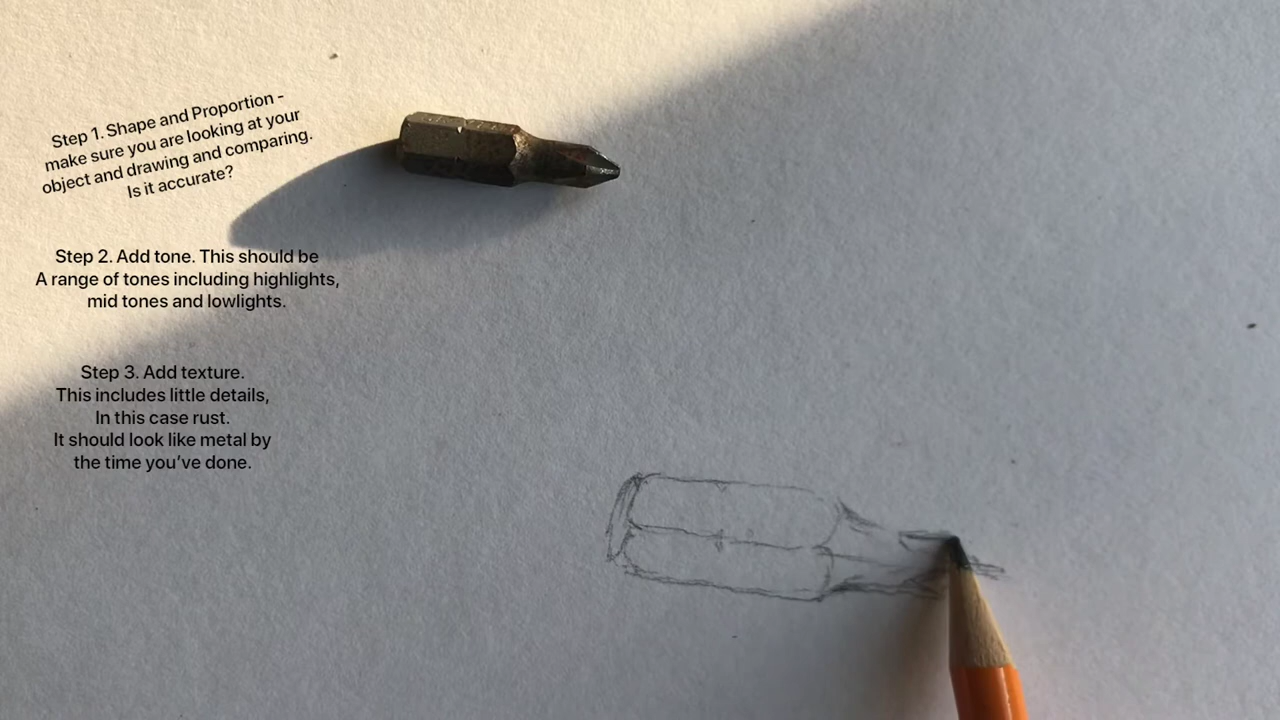 Step 1. Shape and Proportion -
make sure you are looking at your
object and drawing and comparing.
Is it accurate?
Step 2. Add tone. This should be
A range of tones including highlights,
mid tones and lowlights.
Step 3. Add texture.
This includes little details,
In this case rust.
It should look like metal by
the time you’ve done.